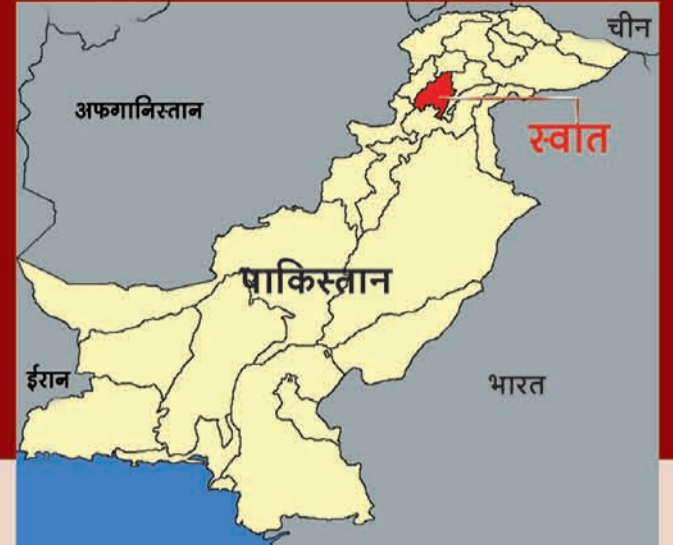 चीन
अफगानिस्तान
स्वात
पाकिस्तान
ईरान
भारत